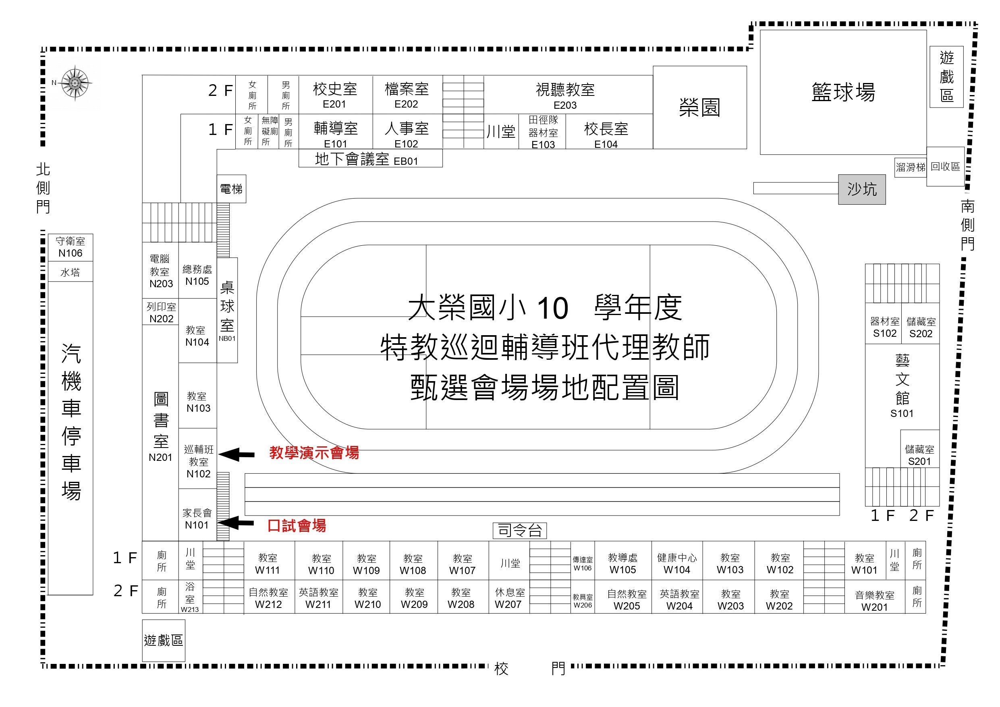 N
2 F
女廁所
男廁所
校史室
E201
檔案室
E202
視聽教室
E203
榮園
籃球場
遊戲區
1 F
女廁所
無障礙廁所
男廁所
輔導室
E101
人事室
E102
川堂
田徑隊
器材室
E103
校長室
E104
地下會議室 EB01
北側門
電梯
溜滑梯
回收區
沙坑
南側門
守衛室
N106
水塔
汽機車停車場
電腦
教室
N203
總務處
N105
列印室
N202
教室
N104
桌球室
NB01
圖書室
N201
教室
N103
巡輔班
教室
N102
家長會
N101
大榮國小 10 學年度
特教巡迴輔導班代理教師
甄選會場場地配置圖
教學演示會場
口試會場
司令台
器材室
S102
儲藏室
S202
藝文館
S101
儲藏室
S201
1 F
2 F
1 F
廁所
川堂
教室
W111
教室
W110
教室
W109
教室
W108
教室
W107
川堂
傳達室
W106
教導處
W105
健康中心
W104
教室
W103
教室
W102
教室
W101
川堂
廁所
2 F
廁所
浴室
W213
自然教室
W212
英語教室
W211
教室
W210
教室
W209
教室
W208
休息室
W207
教具室
W206
自然教室
W205
英語教室
W204
教室
W203
教室
W202
音樂教室
W201
廁所
遊戲區
校 門